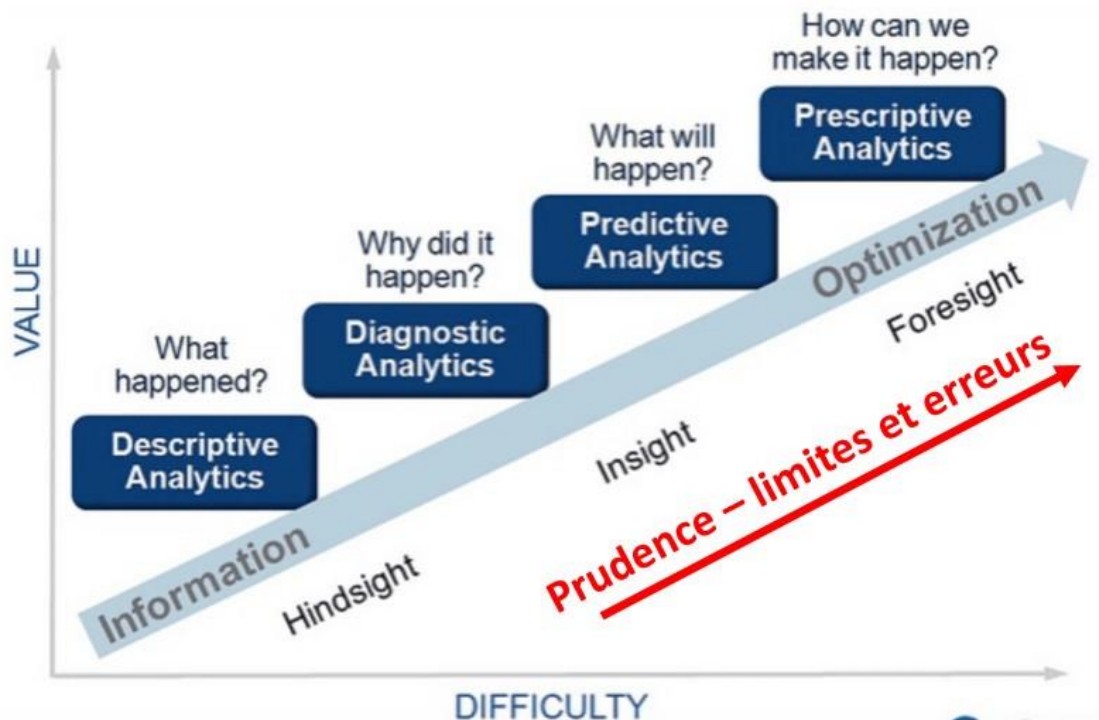 How can we
make it happen?
Prescriptive
Analytics
What will
happen?
Predictive
Analytics
Why did it
happen?
Diagnostic
Analytics
What
happened?
Descriptive
Analytics
VALUE
Information
Optimization
Hindsight
Insight
Foresight
Prudence – limites et erreurs
DIFFICULTY